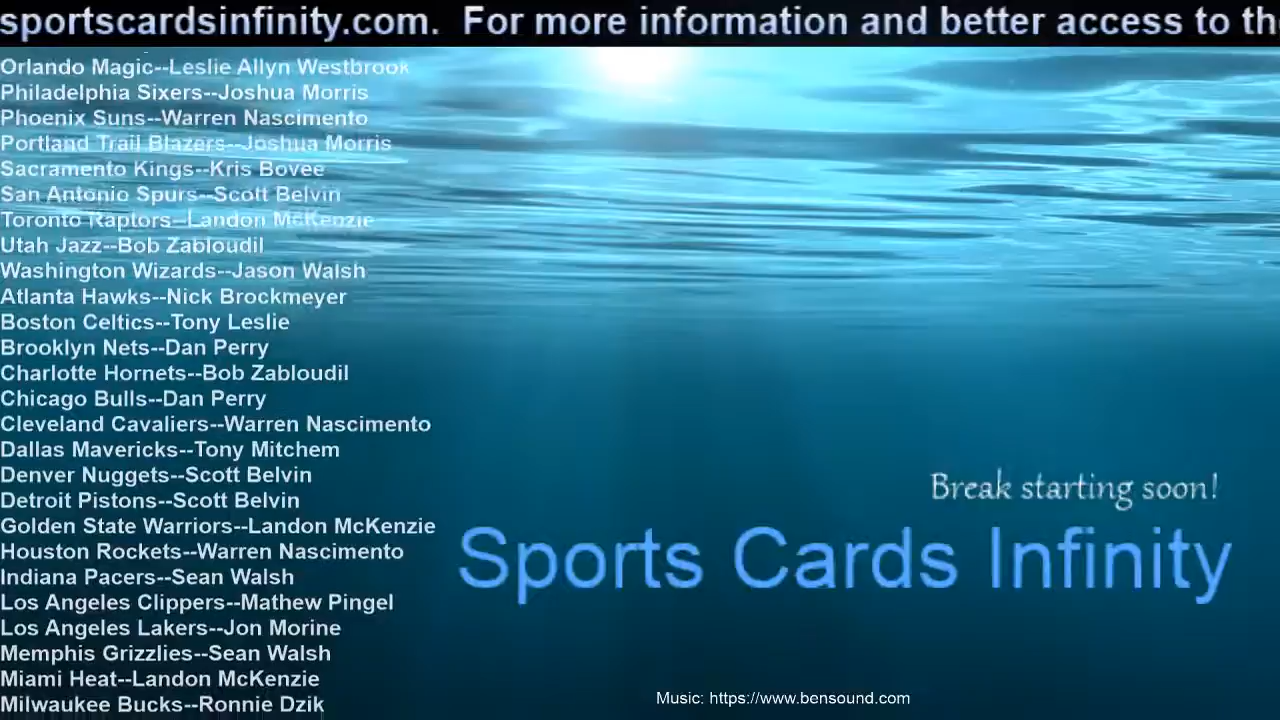 sportscardsinfinity.com. For more information and better access to th
Orlando Magic--Leslie Allyn Westbrook
Philadelphia Sixers--Joshua Morris
Phoenix Suns--Warren Nascimento
Portland Trail Blazers--Joshua Morris
Sacramento Kings--Kris Bovee
San Antonio Spurs--Scott Belvin
Toronto Raptors--Landon McKenzie
Utah Jazz--Bob Zabloudil
Washington Wizards--Jason Walsh
Atlanta Hawks--Nick Brockmeyer
Boston Celtics--Tony Leslie
Brooklyn Nets--Dan Perry
Charlotte Hornets--Bob Zabloudil
Chicago Bulls--Dan Perry
Cleveland Cavaliers--Warren Nascimento
Dallas Mavericks--Tony Mitchem
Denver Nuggets--Scott Belvin
Detroit Pistons--Scott Belvin
Golden State Warriors--Landon McKenzie
Houston Rockets--Warren Nascimento
Indiana Pacers--Sean Walsh
Los Angeles Clippers--Mathew Pingel
Los Angeles Lakers--Jon Morine
Memphis Grizzlies--Sean Walsh
Miami Heat--Landon McKenzie
Milwaukee Bucks--Ronnie Dzik
Break starting soon!
Sports Cards Infinity
Music: https://www.bensound.com